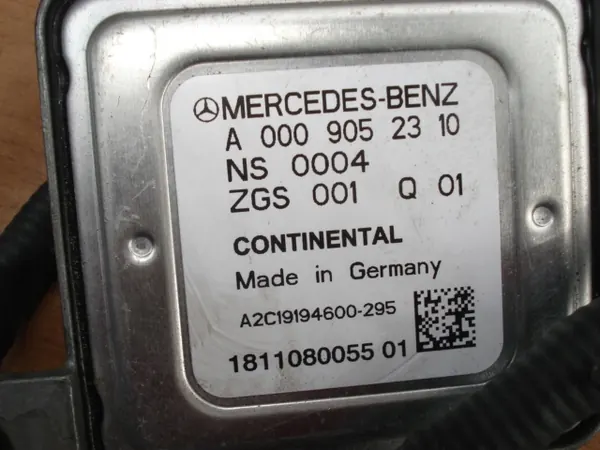 MERCEDES-BENZ
A 000 905 23 10
NS 0004
ZGS 001 Q 01
CONTINENTAL
Made in Germany
A2C19194600-295
1811080055 01